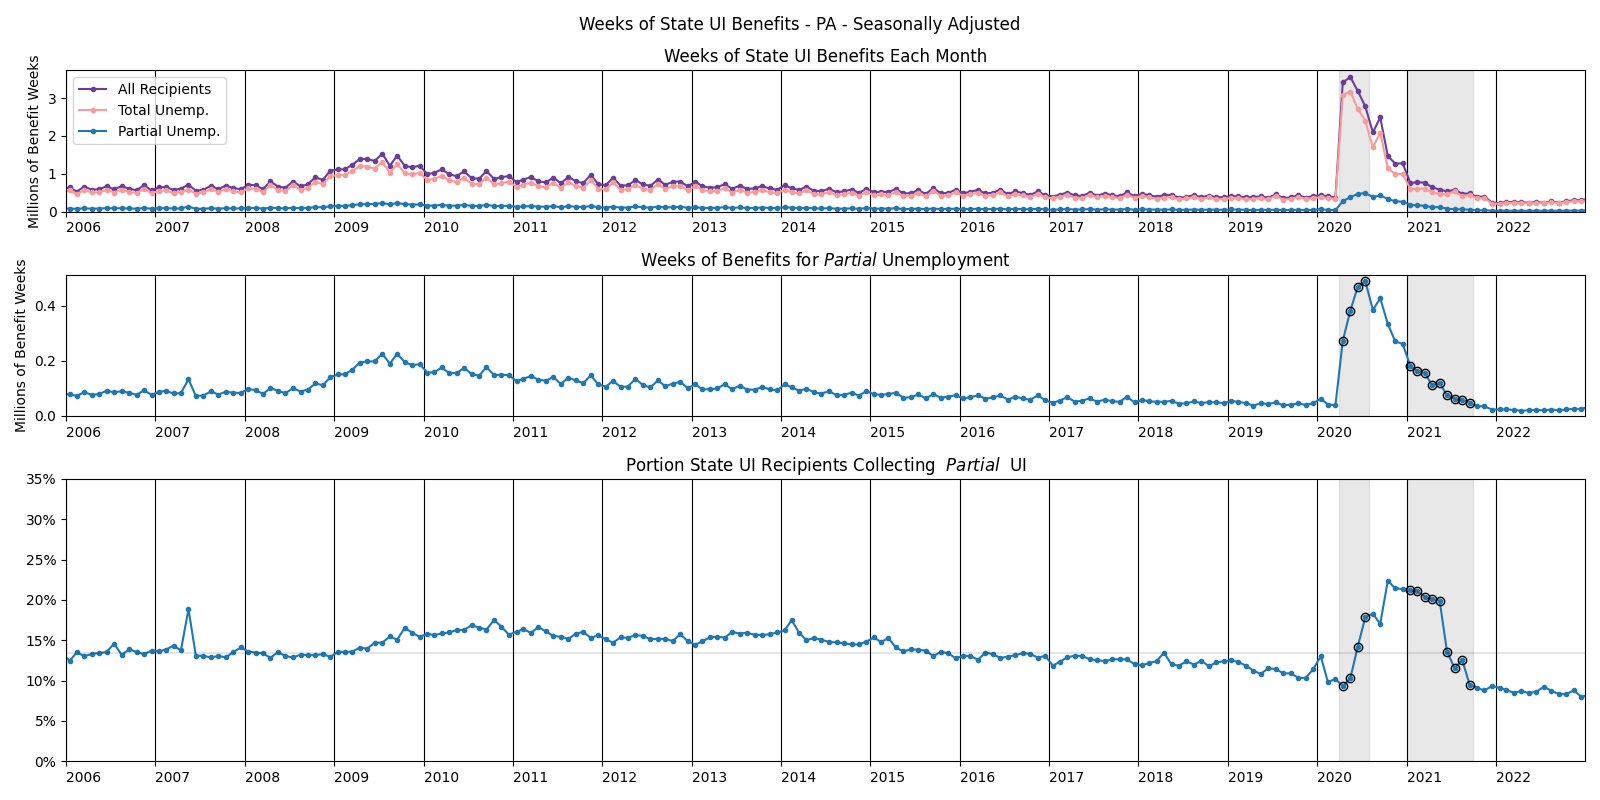 Weeks of State UI Benefits - PA - Seasonally Adjusted
Weeks of State UI Benefits Each Month
Millions of Benefit Weeks
3
2
1
0
All Recipients
Total Unemp.
Partial Unemp.
2006 2007 2008 2009 2010 2011 2012 2013 2014 2015 2016 2017 2018 2019 2020 2021 2022
Weeks of Benefits for Partial Unemployment
Millions of Benefit Weeks
0.4
0.2
0.0
2006 2007 2008 2009 2010 2011 2012 2013 2014 2015 2016 2017 2018 2019 2020 2021 2022
Portion State UI Recipients Collecting Partial UI
35%
30%
25%
20%
15%
10%
5%
0%
2006 2007 2008 2009 2010 2011 2012 2013 2014 2015 2016 2017 2018 2019 2020 2021 2022